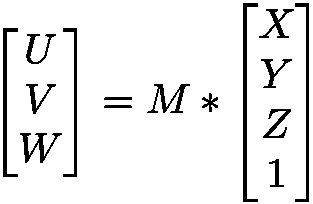 [U V W] = M * [X Y Z 1]